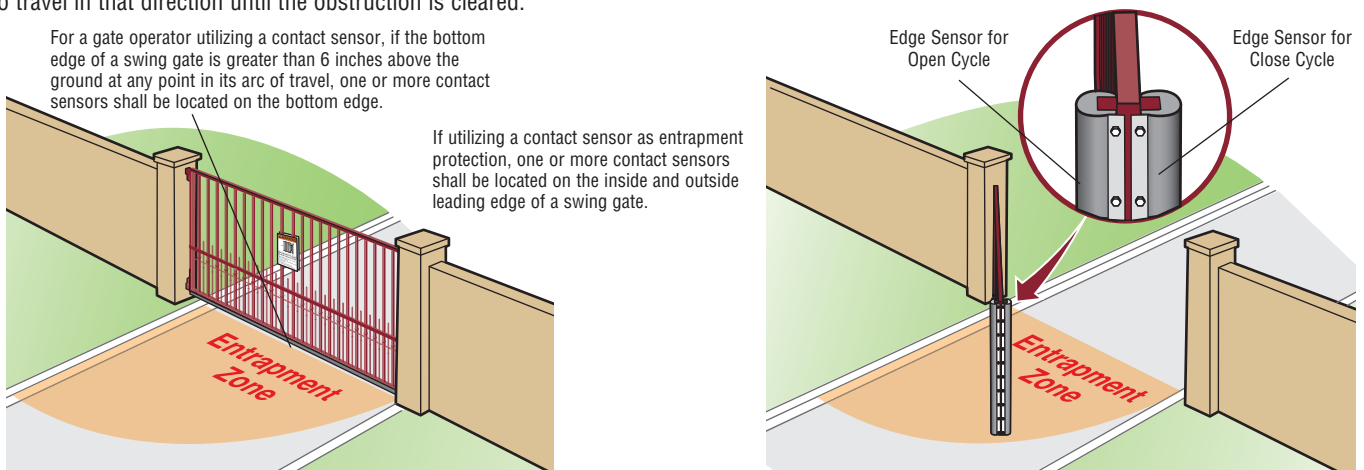 to travel in that direction until the obstruction is cleared.
For a gate operator utilizing a contact sensor, if the bottom
edge of a swing gate is greater than 6 inches above the
ground at any point in its arc of travel, one or more contact
sensors shall be located on the bottom edge.
If utilizing a contact sensor as entrapment
protection, one or more contact sensors
shall be located on the inside and outside
leading edge of a swing gate.
Entrapment
Zone
Edge Sensor for
Open Cycle
Edge Sensor for
Close Cycle
Entrapment
Zone